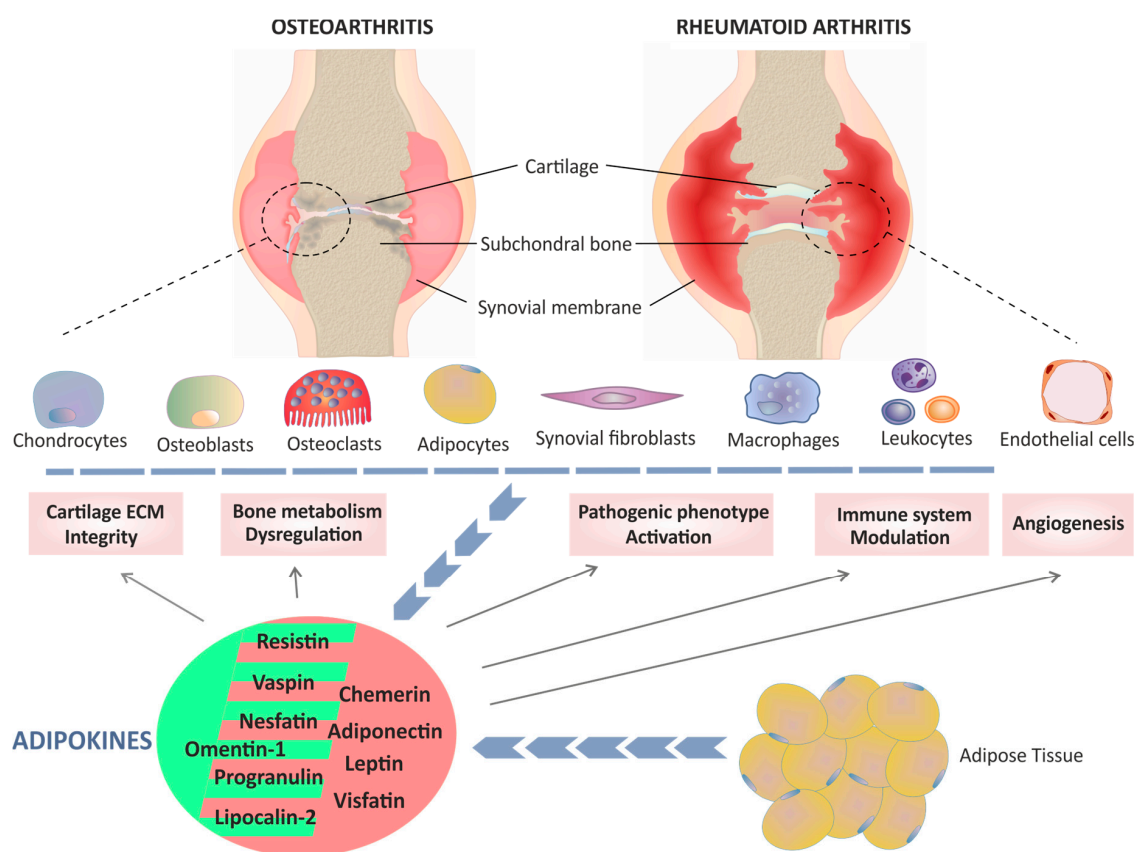 OSTEOARTHRITIS
RHEUMATOID ARTHRITIS
Cartilage
Subchondral bone
Synovial membrane
Chondrocytes
Osteoblasts
Osteoclasts
Adipocytes
Synovial fibroblasts
Macrophages
Leukocytes
Endothelial cells
Cartilage ECM
Integrity
Bone metabolism
Dysregulation
Pathogenic phenotype
Activation
Immune system
Modulation
Angiogenesis
ADIPOKINES
Resistin
Vaspin
Nesfatin
Omentin-1
Progranulin
Lipocalin-2
Chemerin
Adiponectin
Leptin
Visfatin
Adipose Tissue